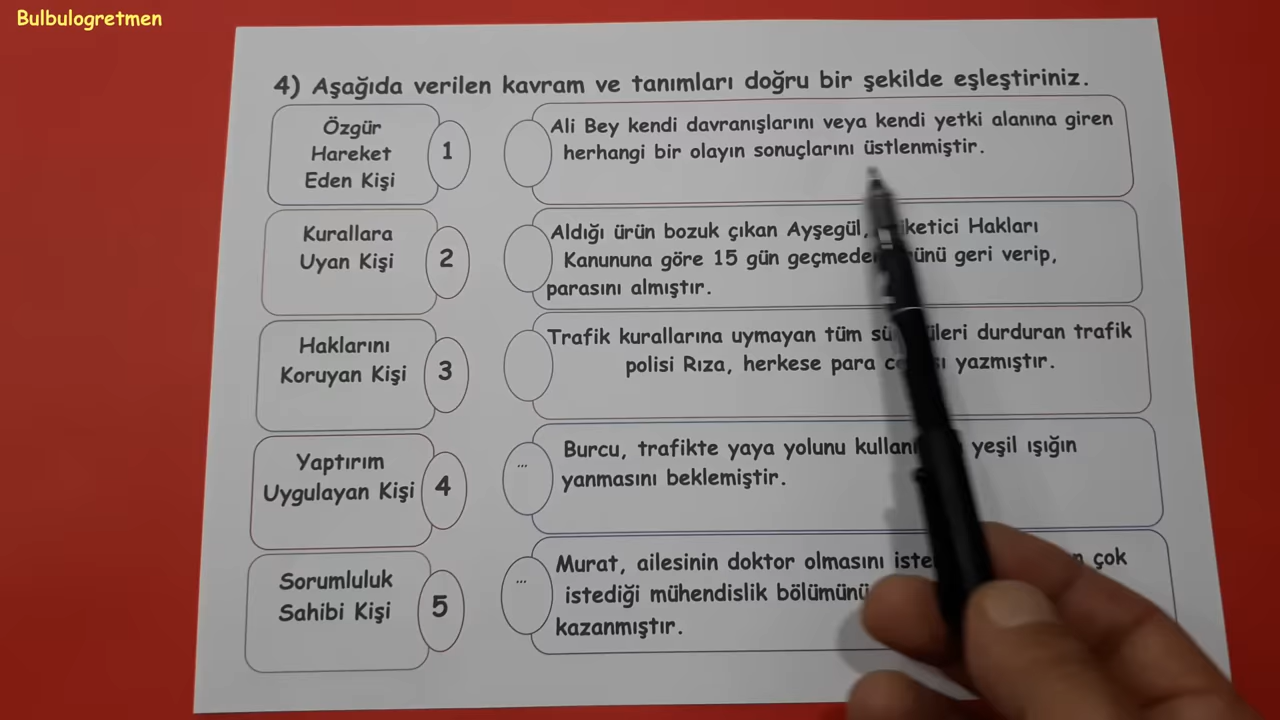 Bulbulogretmen
4) Aşağıda verilen kavram ve tanımları doğru bir şekilde eşleştiriniz.
Özgür
Hareket
Eden Kişi
1
Ali Bey kendi davranışlarını veya kendi yetki alanına giren
herhangi bir olayın sonuçlarını üstlenmiştir.
Kurallara
Uyan Kişi
2
Aldığı ürün bozuk çıkan Ayşegül, Hakları
Kanununa göre 15 gün geri verip,
parasını almıştır.
Haklarını
Koruyan Kişi
3
Trafik kurallarına uymayan tüm durduran trafik
polisi Rıza, herkese para yazmıştır.
Yaptırım
Uygulayan Kişi
4
...
Burcu, trafikte yaya yolunu yeşil ışığın
yanmasını beklemiştir.
Sorumluluk
Sahibi Kişi
5
...
Murat, ailesinin doktor olmasını çok
istediği mühendislik bölümünü
kazanmıştır.